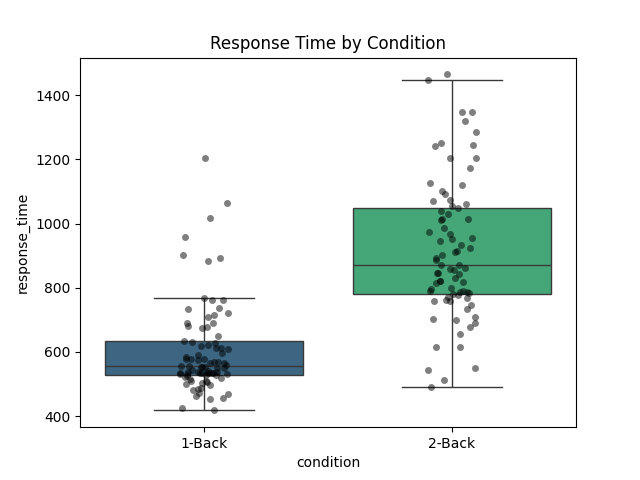 Response Time by Condition
response_time
1400
1200
1000
800
600
400
1-Back
2-Back
condition